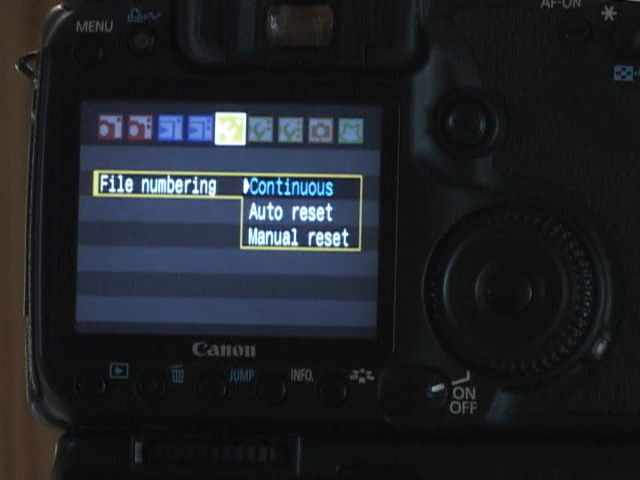 AF-ON
MENU
File numbering Continuous
Auto reset
Manual reset
Canon
JUMP
INFO.
ON
OFF